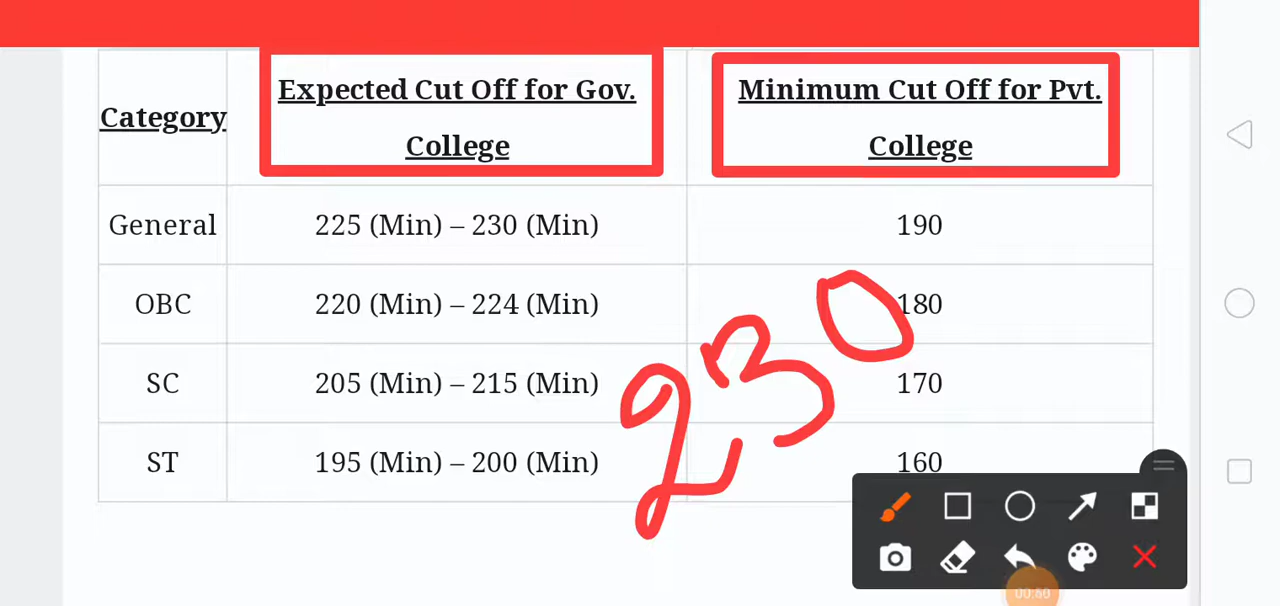 Category
Expected Cut Off for Gov.
College
Minimum Cut Off for Pvt.
College
General 225 (Min) – 230 (Min) 190
OBC 220 (Min) – 224 (Min) 180
SC 205 (Min) – 215 (Min) 170
ST 195 (Min) – 200 (Min) 160
230
00:60